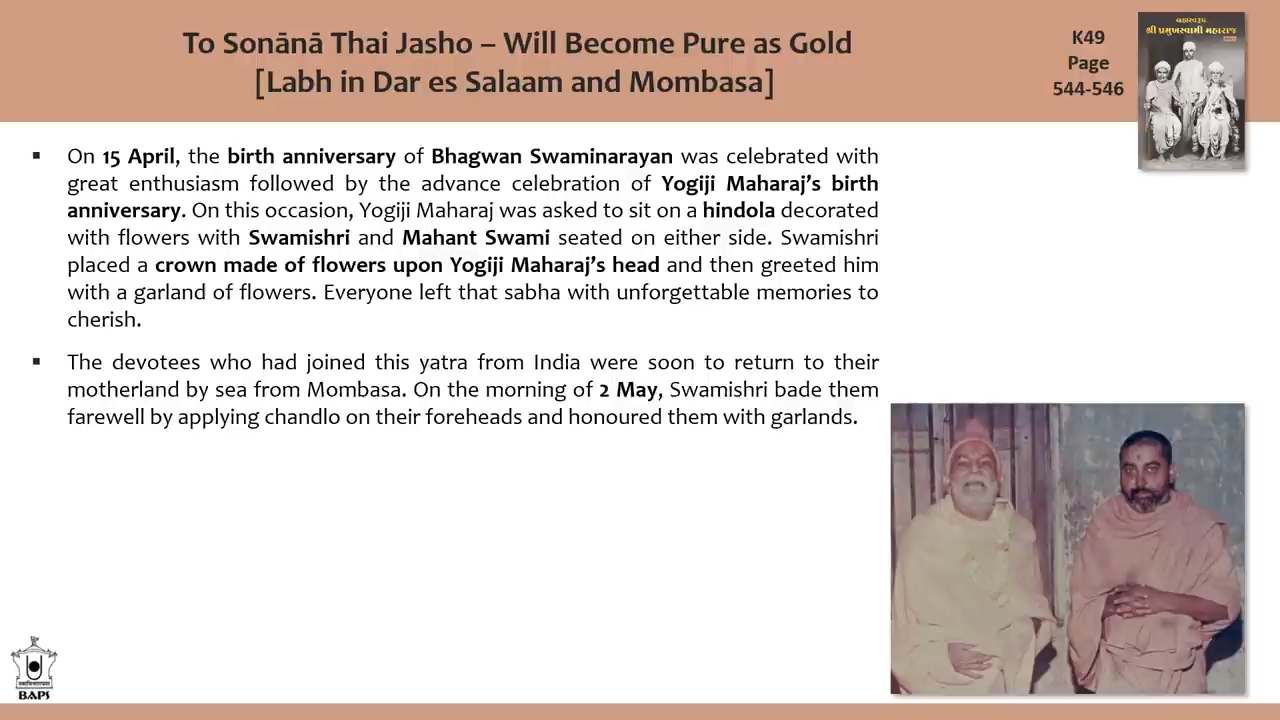 To Sonānā Thai Jasho – Will Become Pure as Gold
[Labh in Dar es Salaam and Mombasa]
K49
Page
544-546
બ્રહ્મસ્વરૂપ
શ્રી પ્રમુખસ્વામી મહારાજ
▪ On 15 April, the birth anniversary of Bhagwan Swaminarayan was celebrated with
great enthusiasm followed by the advance celebration of Yogiji Maharaj’s birth
anniversary. On this occasion, Yogiji Maharaj was asked to sit on a hindola decorated
with flowers with Swamishri and Mahant Swami seated on either side. Swamishri
placed a crown made of flowers upon Yogiji Maharaj’s head and then greeted him
with a garland of flowers. Everyone left that sabha with unforgettable memories to
cherish.
▪ The devotees who had joined this yatra from India were soon to return to their
motherland by sea from Mombasa. On the morning of 2 May, Swamishri bade them
farewell by applying chandlo on their foreheads and honoured them with garlands.
BAPS